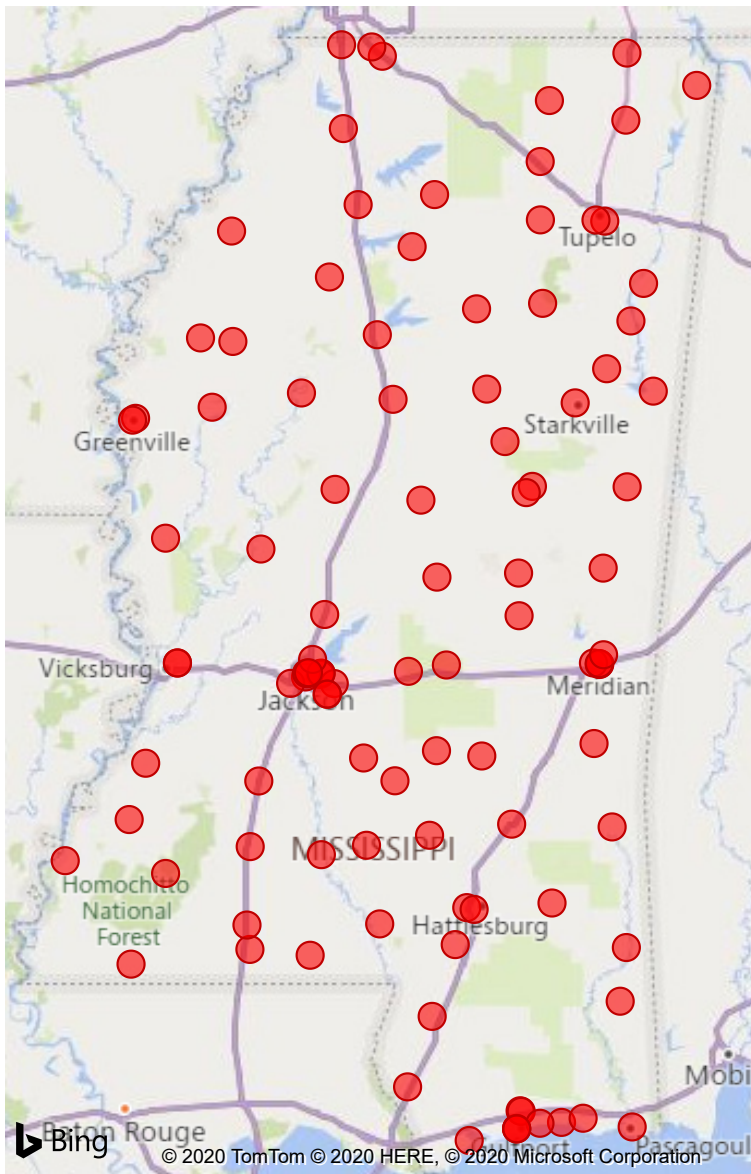 Tupelo
Starkville
Greenville
Vicksburg
Jackson
Meridian
MISSISSIPPI
Homochitto
National
Forest
Hattiesburg
Mobi
Baton Rouge
Gulfport
Pascagou
Bing
© 2020 TomTom © 2020 HERE, © 2020 Microsoft Corporation